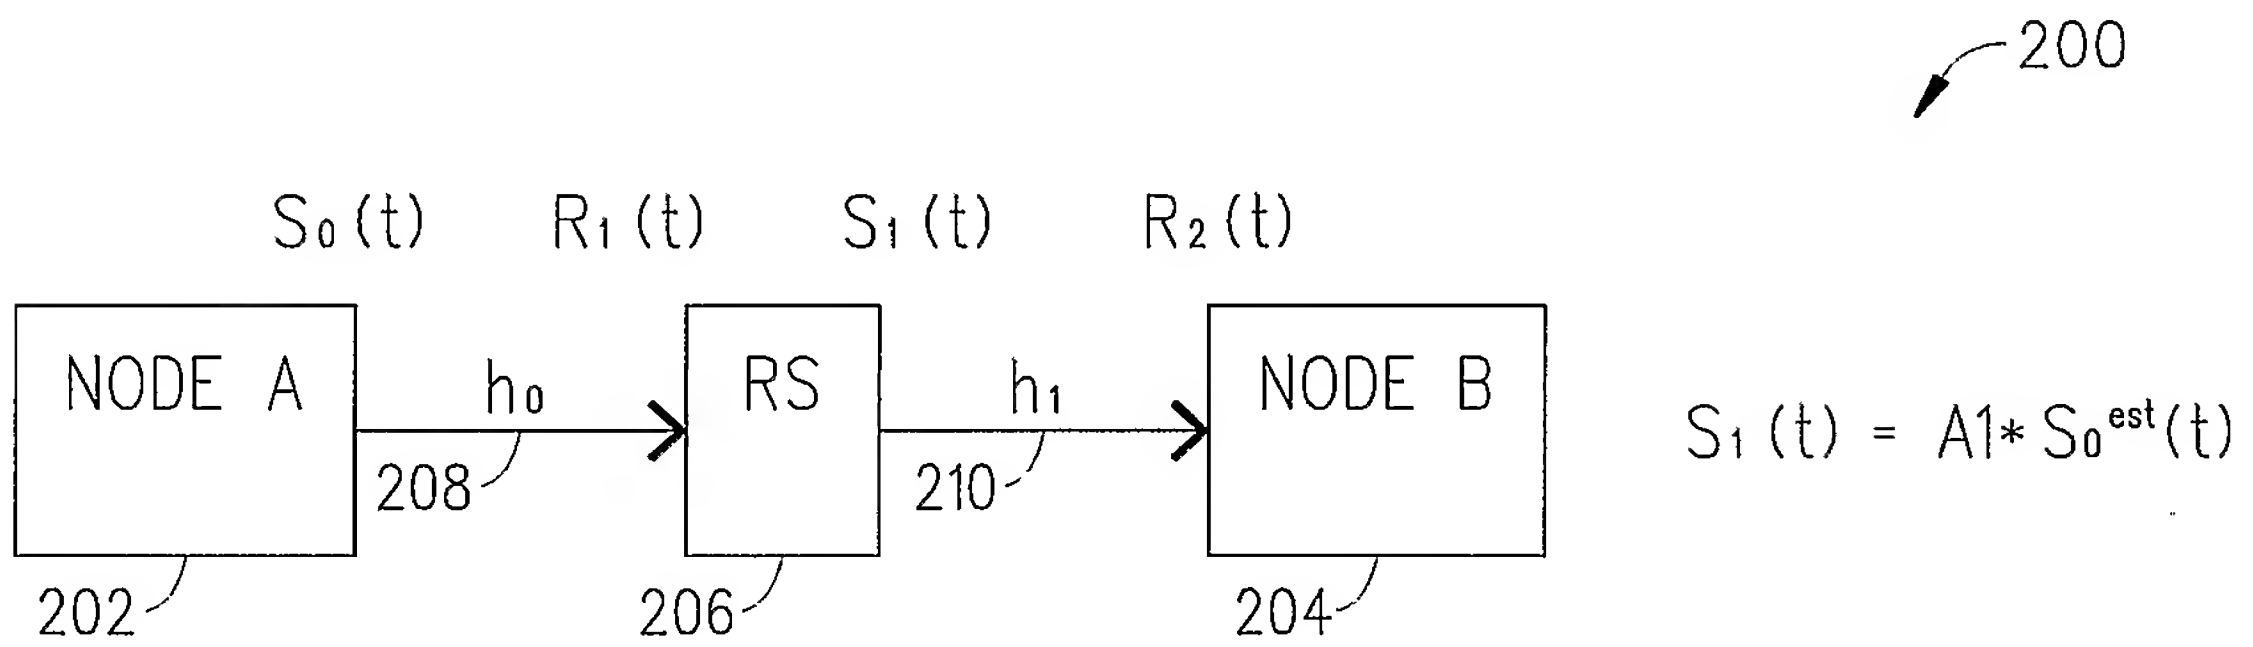 200
S₀(t) R₁(t) S₁(t) R₂(t)
NODE A h₀ RS h₁ NODE B
S₁(t) = A1* S₀ᵉˢᵗ(t)
208 210
202 206 204